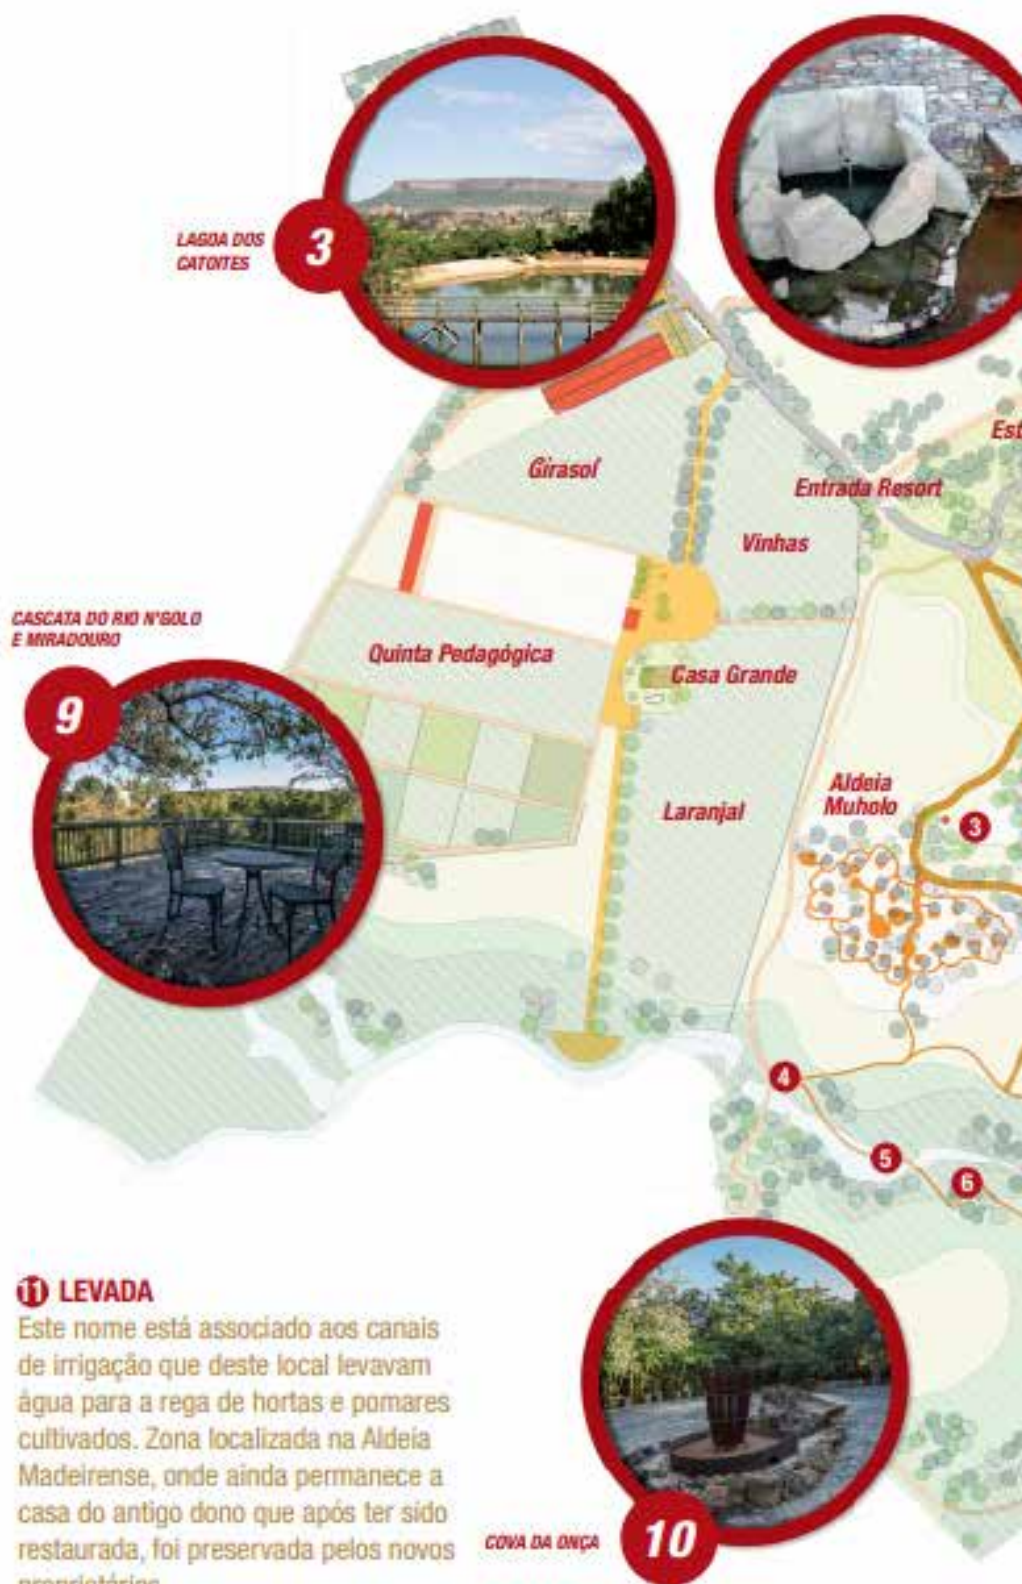 LAGOA DOS
CATOITES
3
Girasol
Entrada Resort
Vinhas
CASCATA DO RIO N'GOLO
E MIRADOURO
9
Quinta Pedagógica
Casa Grande
Aldeia
Muholo
Laranjal
3
4
5
6
11 LEVADA
Este nome está associado aos canais
de irrigação que deste local levavam
água para a rega de hortas e pomares
cultivados. Zona localizada na Aldeia
Madeirense, onde ainda permanece a
casa do antigo dono que após ter sido
restaurada, foi preservada pelos novos
proprietários
COVA DA ONÇA
10